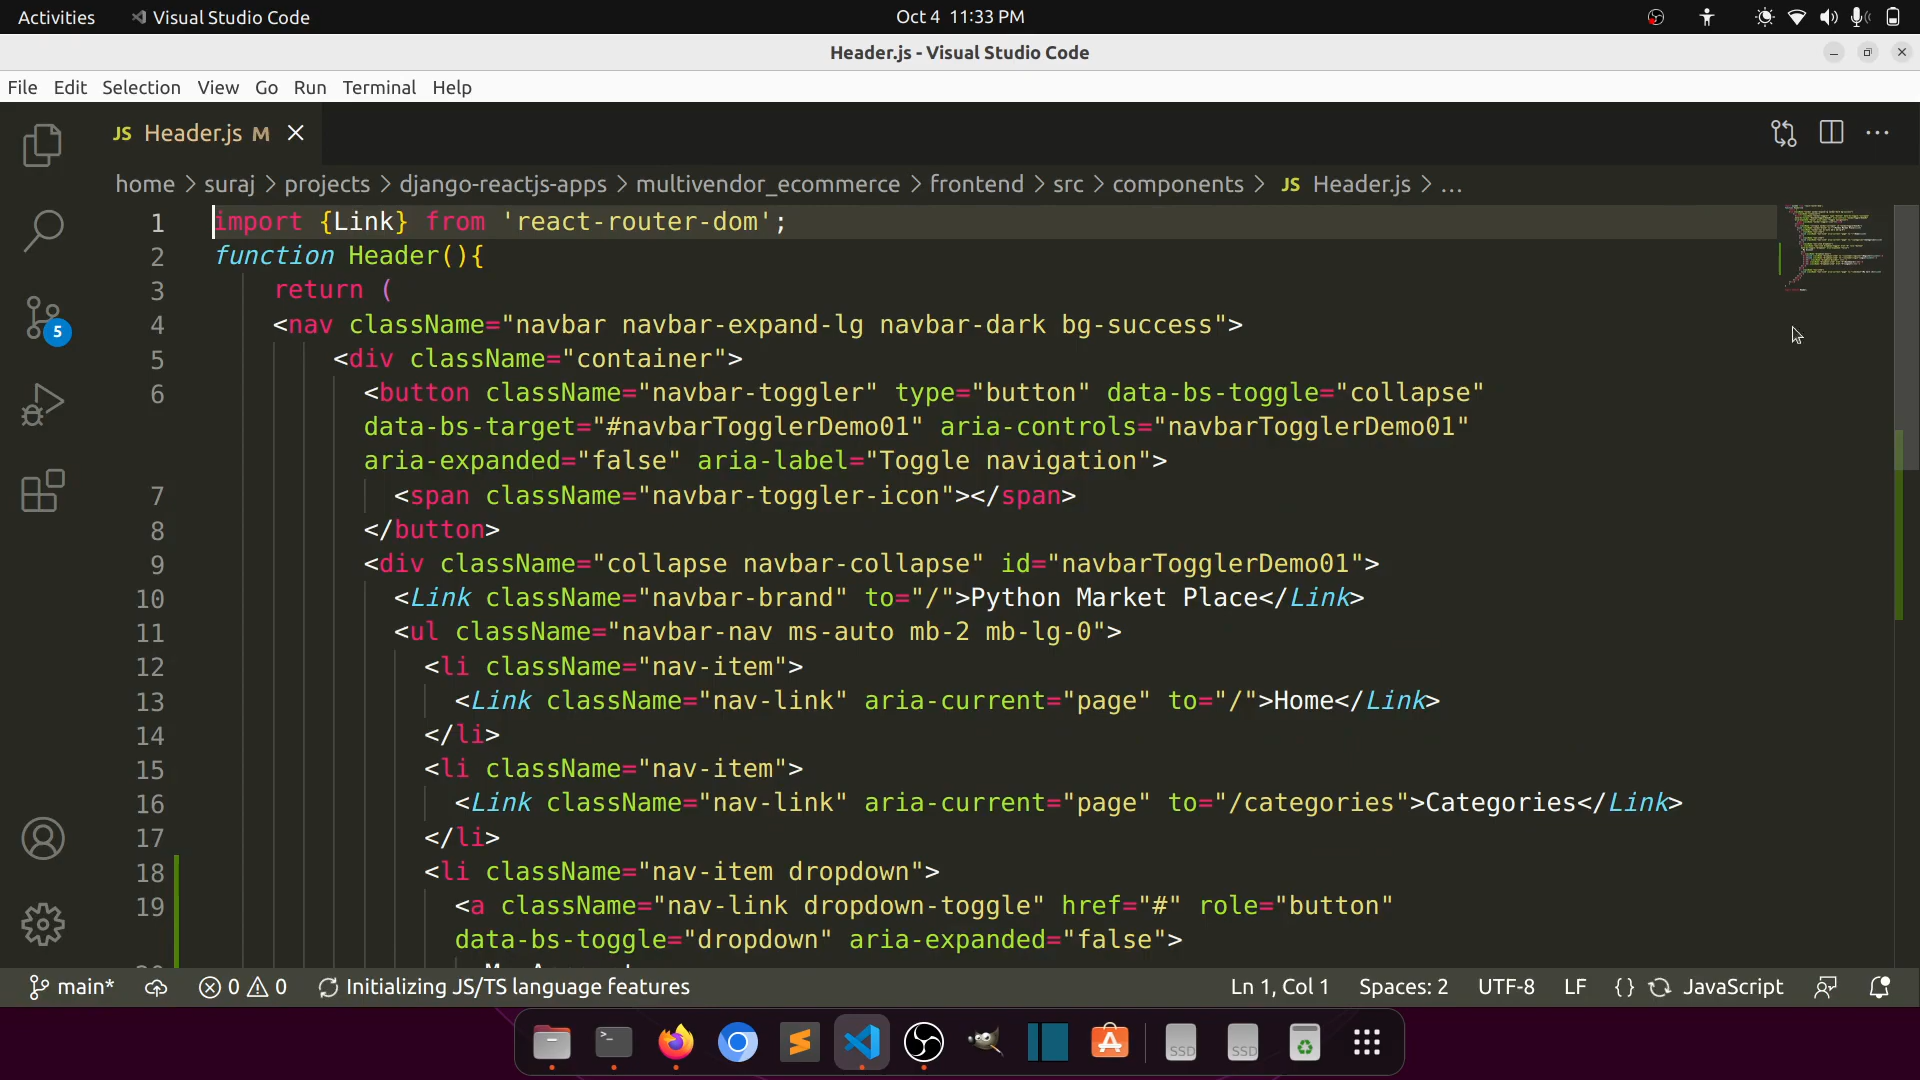 Activities Visual Studio Code Oct 4 11:33 PM
Header.js - Visual Studio Code
File Edit Selection View Go Run Terminal Help
JS Header.js M
home > suraj > projects > django-reactjs-apps > multivendor_ecommerce > frontend > src > components > JS Header.js > ...
1 import {Link} from 'react-router-dom';
2 function Header(){
3 return (
4 <nav className="navbar navbar-expand-lg navbar-dark bg-success">
5 <div className="container">
6 <button className="navbar-toggler" type="button" data-bs-toggle="collapse"
data-bs-target="#navbarTogglerDemo01" aria-controls="navbarTogglerDemo01"
aria-expanded="false" aria-label="Toggle navigation">
7 <span className="navbar-toggler-icon"></span>
8 </button>
9 <div className="collapse navbar-collapse" id="navbarTogglerDemo01">
10 <Link className="navbar-brand" to="/">Python Market Place</Link>
11 <ul className="navbar-nav ms-auto mb-2 mb-lg-0">
12 <li className="nav-item">
13 <Link className="nav-link" aria-current="page" to="/">Home</Link>
14 </li>
15 <li className="nav-item">
16 <Link className="nav-link" aria-current="page" to="/categories">Categories</Link>
17 </li>
18 <li className="nav-item dropdown">
19 <a className="nav-link dropdown-toggle" href="#" role="button"
data-bs-toggle="dropdown" aria-expanded="false">
5
main* 0 0 Initializing JS/TS language features Ln 1, Col 1 Spaces: 2 UTF-8 LF {} JavaScript
SSD SSD